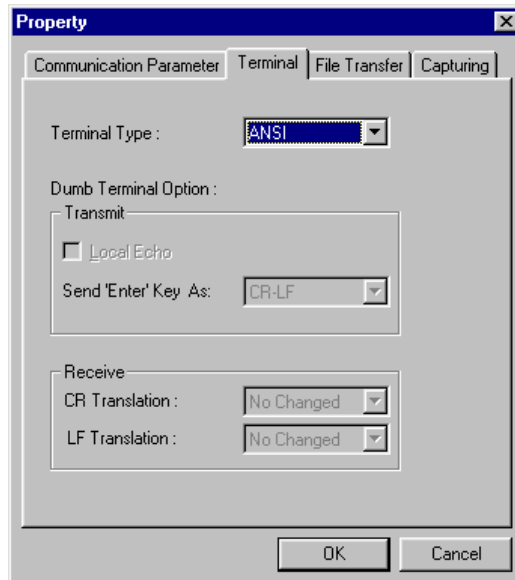 Property
Communication Parameter Terminal File Transfer Capturing
Terminal Type : ANSI
Dumb Terminal Option :
Transmit
Local Echo
Send 'Enter' Key As: CR-LF
Receive
CR Translation : No Changed
LF Translation : No Changed
OK Cancel